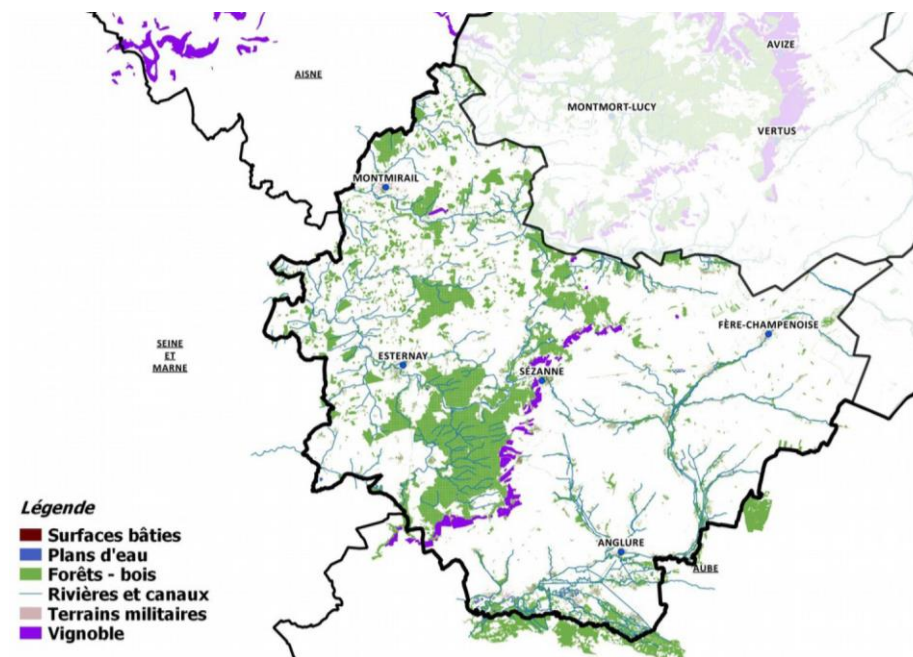 AVIZE
AISNE
MONTMORT-LUCY
VERTUS
MONTMIRAIL
FÈRE-CHAMPENOISE
SEINE
ET
MARNE
ESTERNAY
SÉZANNE
Légende
Surfaces bâties
Plans d'eau
Forêts - bois
Rivières et canaux
Terrains militaires
Vignoble
ANGLURE
AUBE